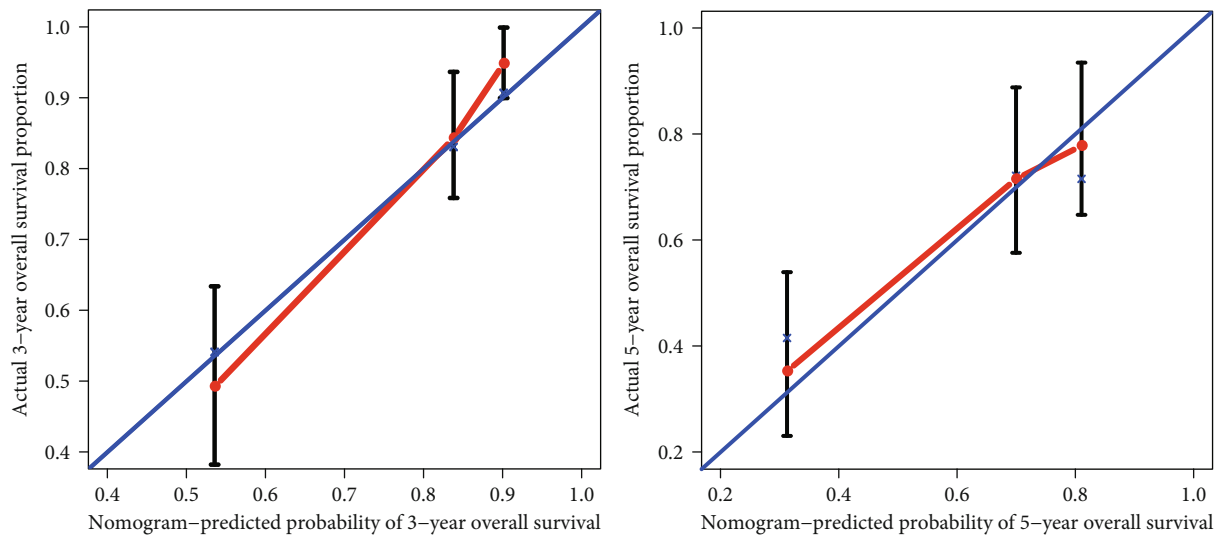 Actual 3−year overall survival proportion
1.0
0.9
0.8
0.7
0.6
0.5
0.4
0.4 0.5 0.6 0.7 0.8 0.9 1.0
Nomogram−predicted probability of 3−year overall survival
Actual 5−year overall survival proportion
1.0
0.8
0.6
0.4
0.2
0.2 0.4 0.6 0.8 1.0
Nomogram−predicted probability of 5−year overall survival